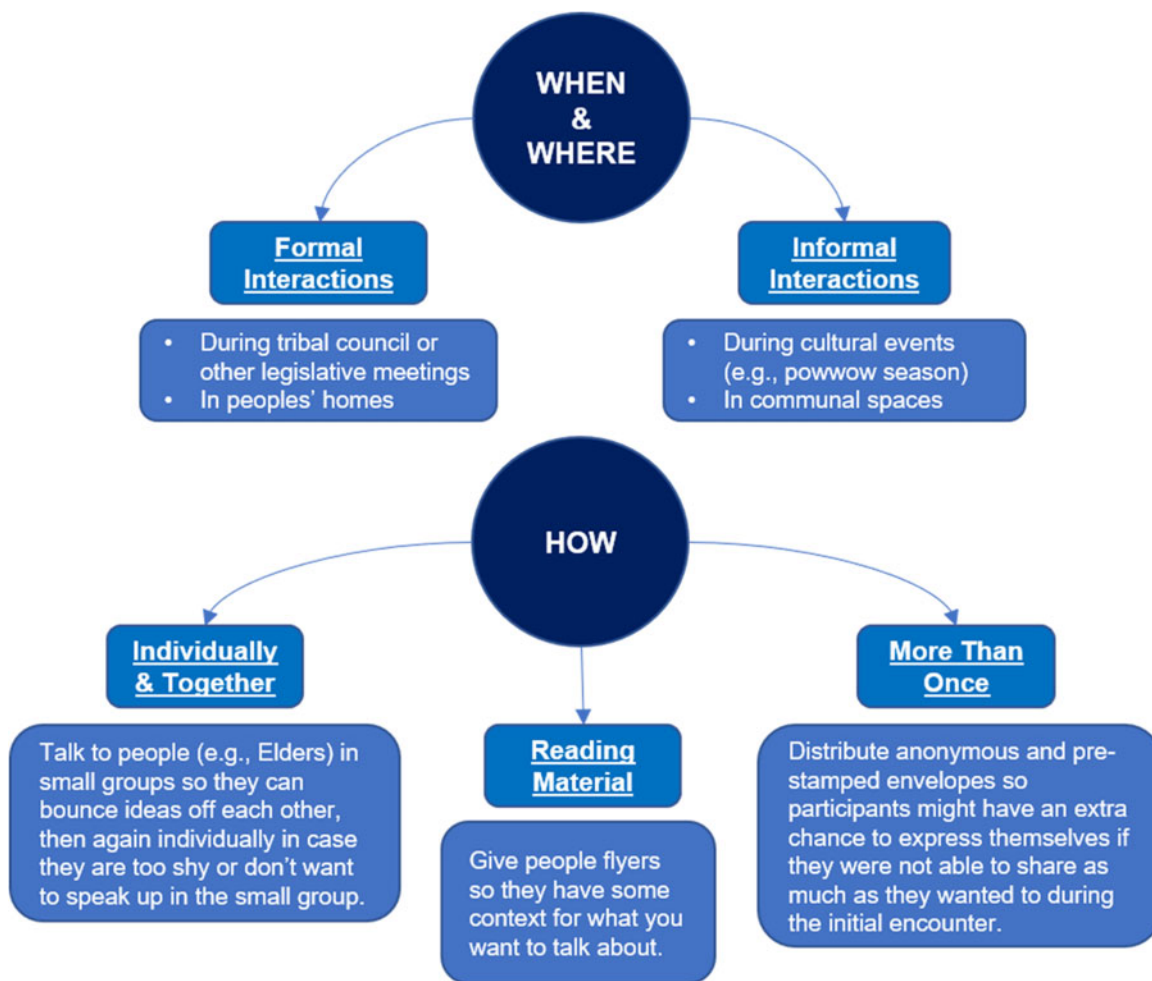 WHEN
&
WHERE
Formal
Interactions
• During tribal council or
other legislative meetings
• In peoples' homes
Informal
Interactions
• During cultural events
(e.g., powwow season)
• In communal spaces
HOW
Individually
& Together
Talk to people (e.g., Elders) in
small groups so they can
bounce ideas off each other,
then again individually in case
they are too shy or don't want
to speak up in the small group.
Reading
Material
Give people flyers
so they have some
context for what you
want to talk about.
More Than
Once
Distribute anonymous and pre-
stamped envelopes so
participants might have an extra
chance to express themselves if
they were not able to share as
much as they wanted to during
the initial encounter.